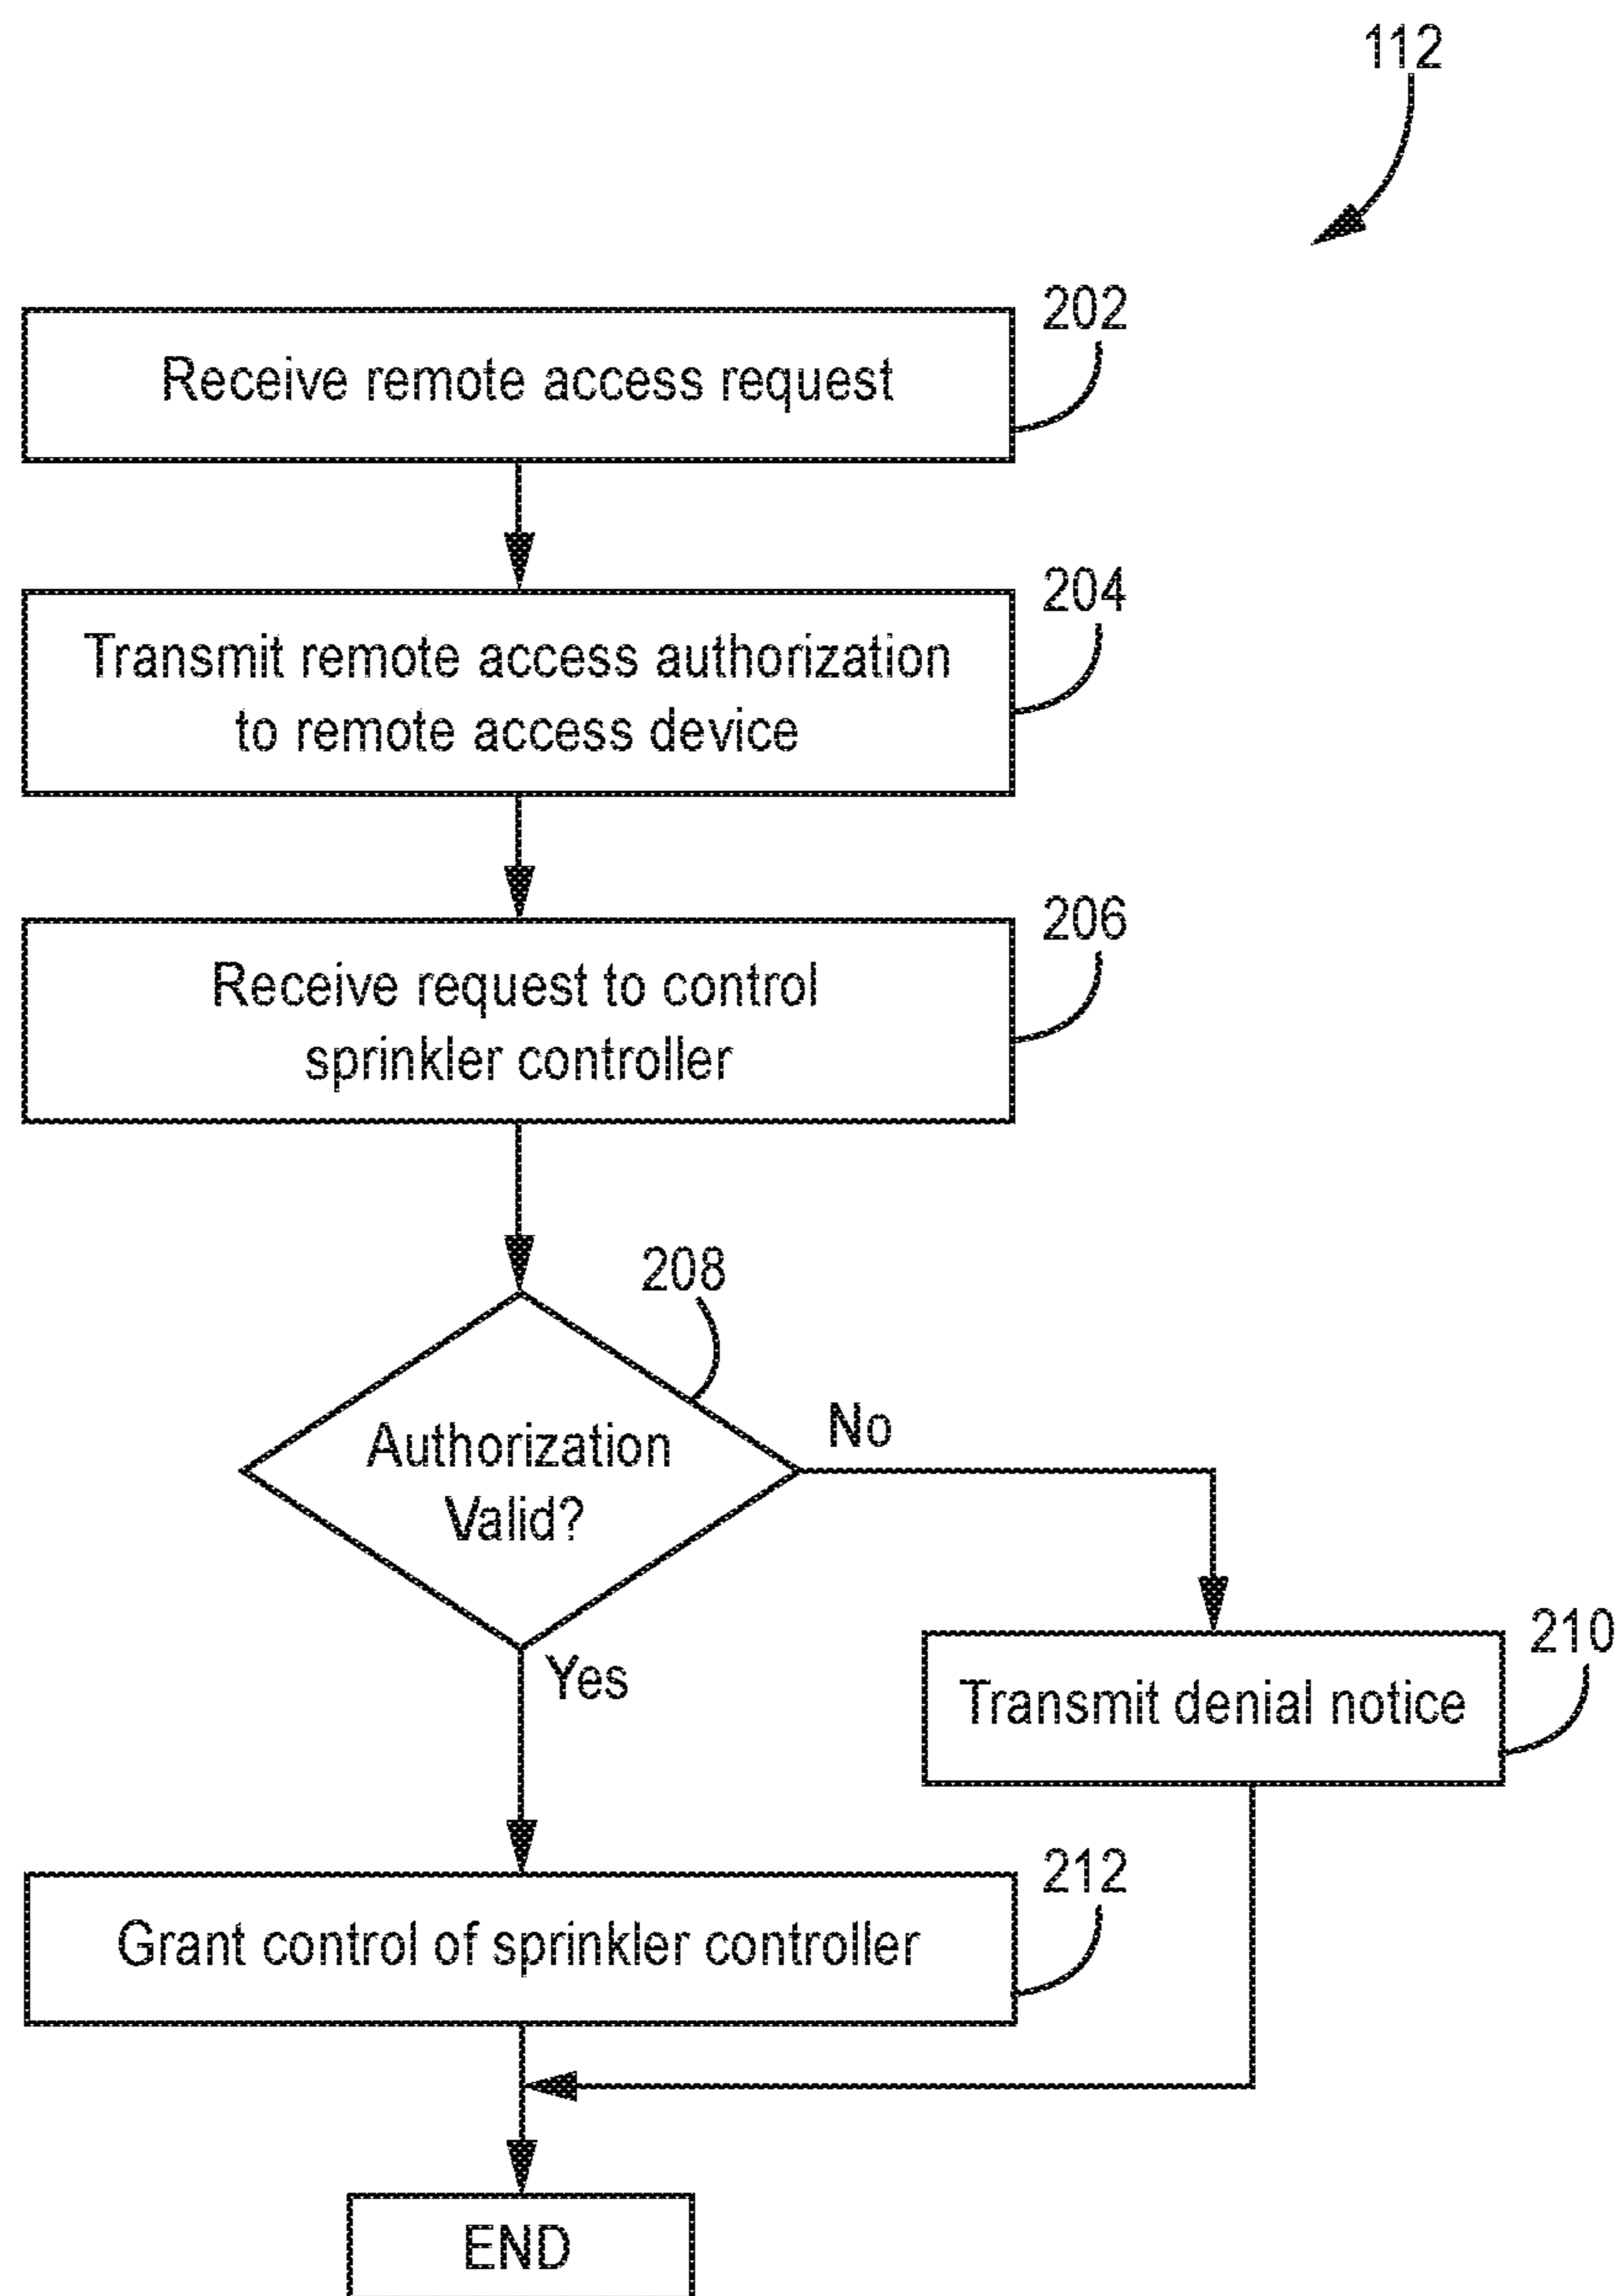 112
202
Receive remote access request
204
Transmit remote access authorization
to remote access device
206
Receive request to control
sprinkler controller
208
Authorization
Valid?
No
Yes
210
Transmit denial notice
212
Grant control of sprinkler controller
END